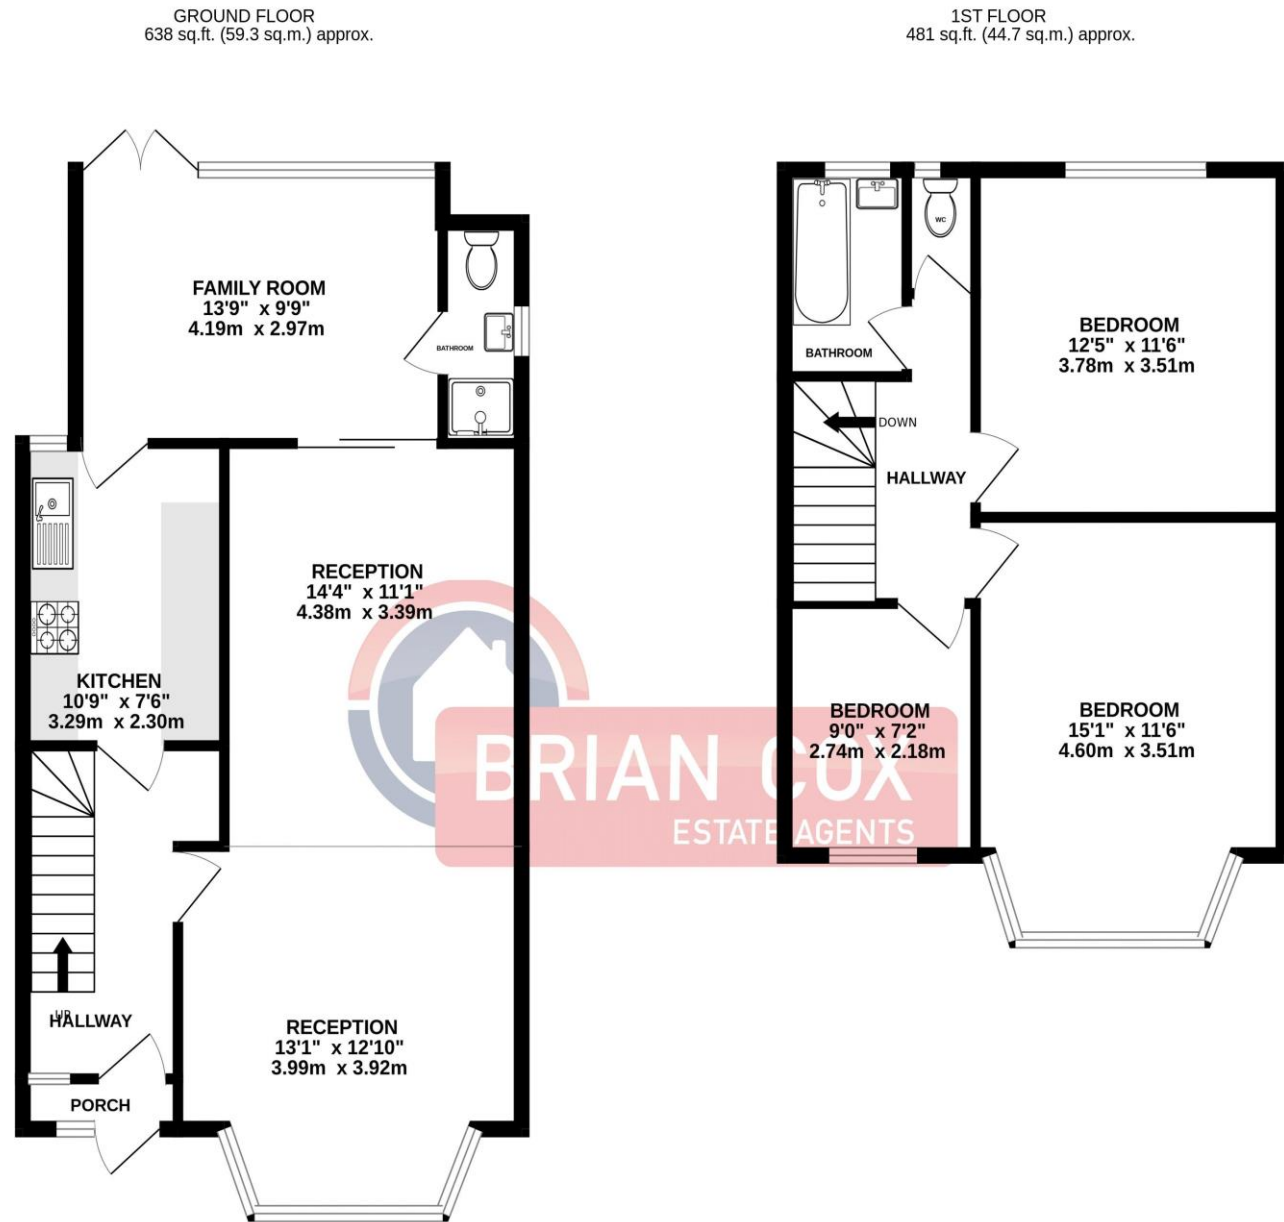 GROUND FLOOR
638 sq.ft. (59.3 sq.m.) approx.
FAMILY ROOM
13'9" x 9'9"
4.19m x 2.97m
BATHROOM
RECEPTION
14'4" x 11'1"
4.38m x 3.39m
KITCHEN
10'9" x 7'6"
3.29m x 2.30m
UP
HALLWAY
RECEPTION
13'1" x 12'10"
3.99m x 3.92m
PORCH
1ST FLOOR
481 sq.ft. (44.7 sq.m.) approx.
WC
BATHROOM
BEDROOM
12'5" x 11'6"
3.78m x 3.51m
DOWN
HALLWAY
BEDROOM
9'0" x 7'2"
2.74m x 2.18m
BEDROOM
15'1" x 11'6"
4.60m x 3.51m
BRIAN COX
ESTATE AGENTS